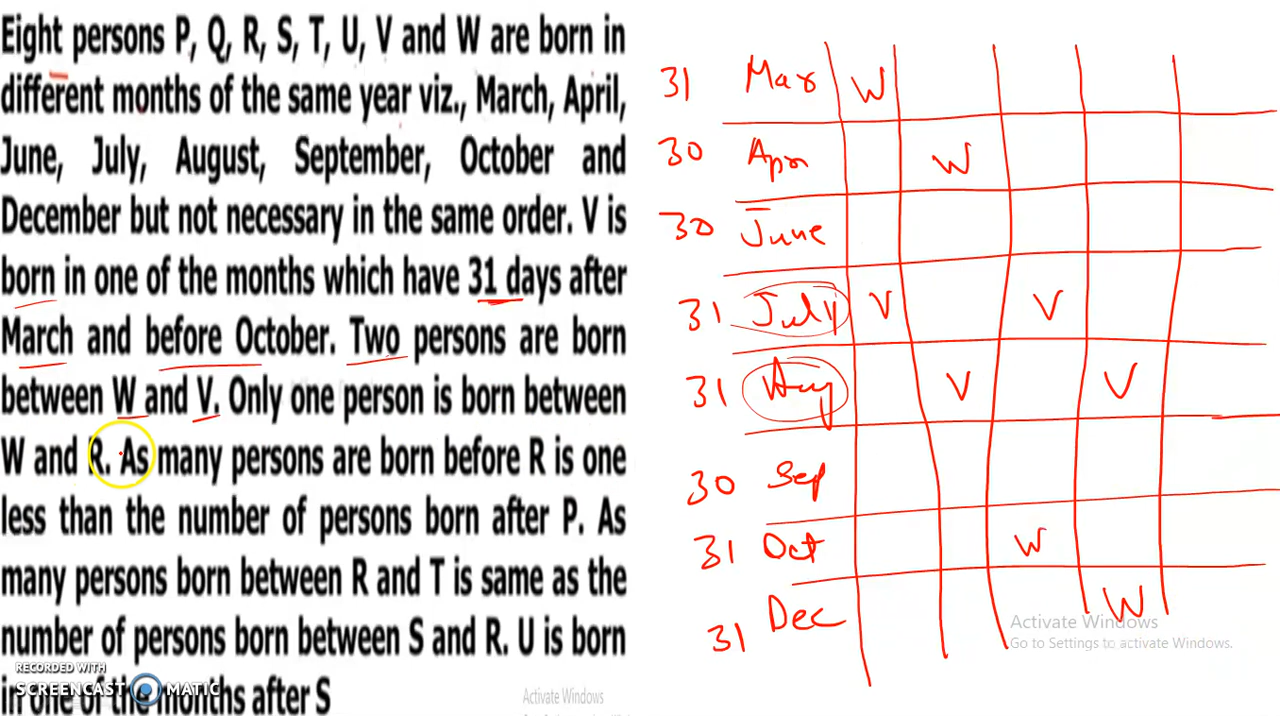 Eight persons P, Q, R, S, T, U, V and W are born in
different months of the same year viz., March, April,
June, July, August, September, October and
December but not necessary in the same order. V is
born in one of the months which have 31 days after
March and before October. Two persons are born
between W and V. Only one person is born between
W and R. As many persons are born before R is one
less than the number of persons born after P. As
many persons born between R and T is same as the
number of persons born between S and R. U is born
in one of the months after S
RECORDED WITH
SCREENCAST MATIC
Activate Windows
31 Mar W
30 Apr W
30 June
31 July V V
31 Aug V V
30 Sep
31 Oct W
31 Dec W
Activate Windows
Go to Settings to activate Windows.